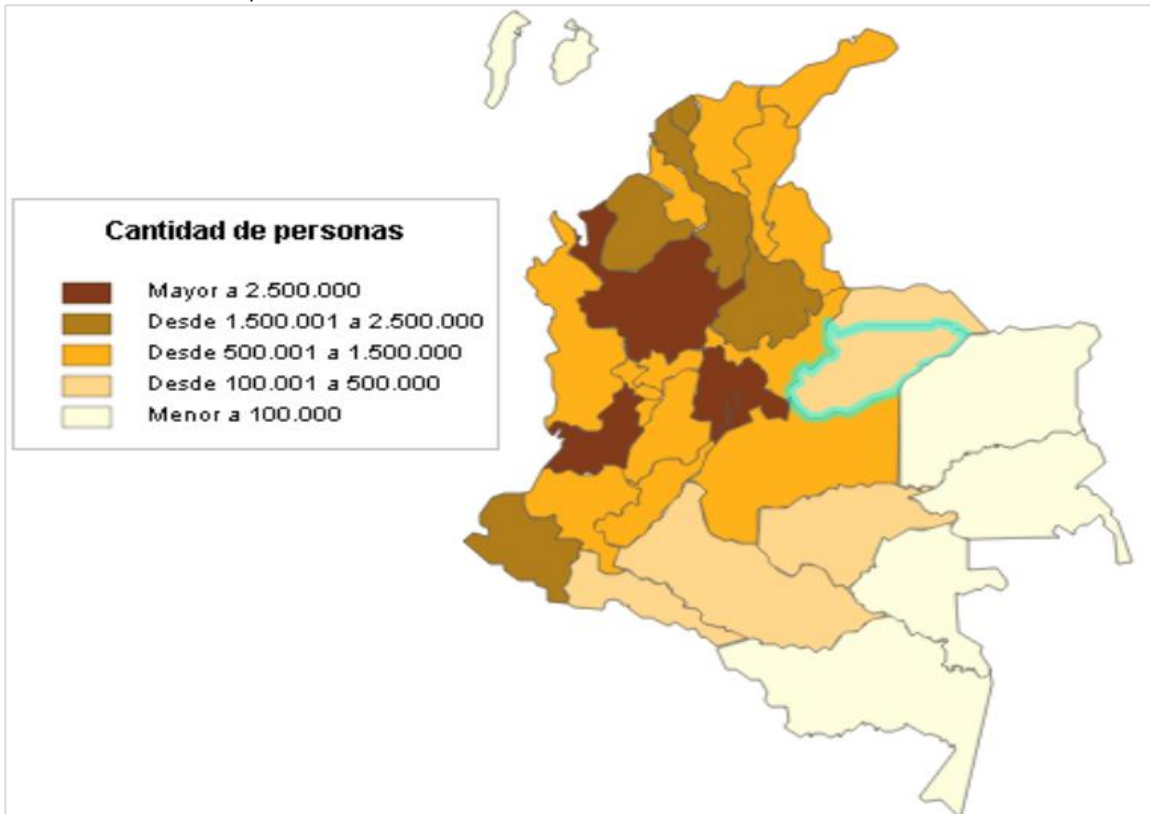 Cantidad de personas
Mayor a 2.500.000
Desde 1.500.001 a 2.500.000
Desde 500.001 a 1.500.000
Desde 100.001 a 500.000
Menor a 100.000